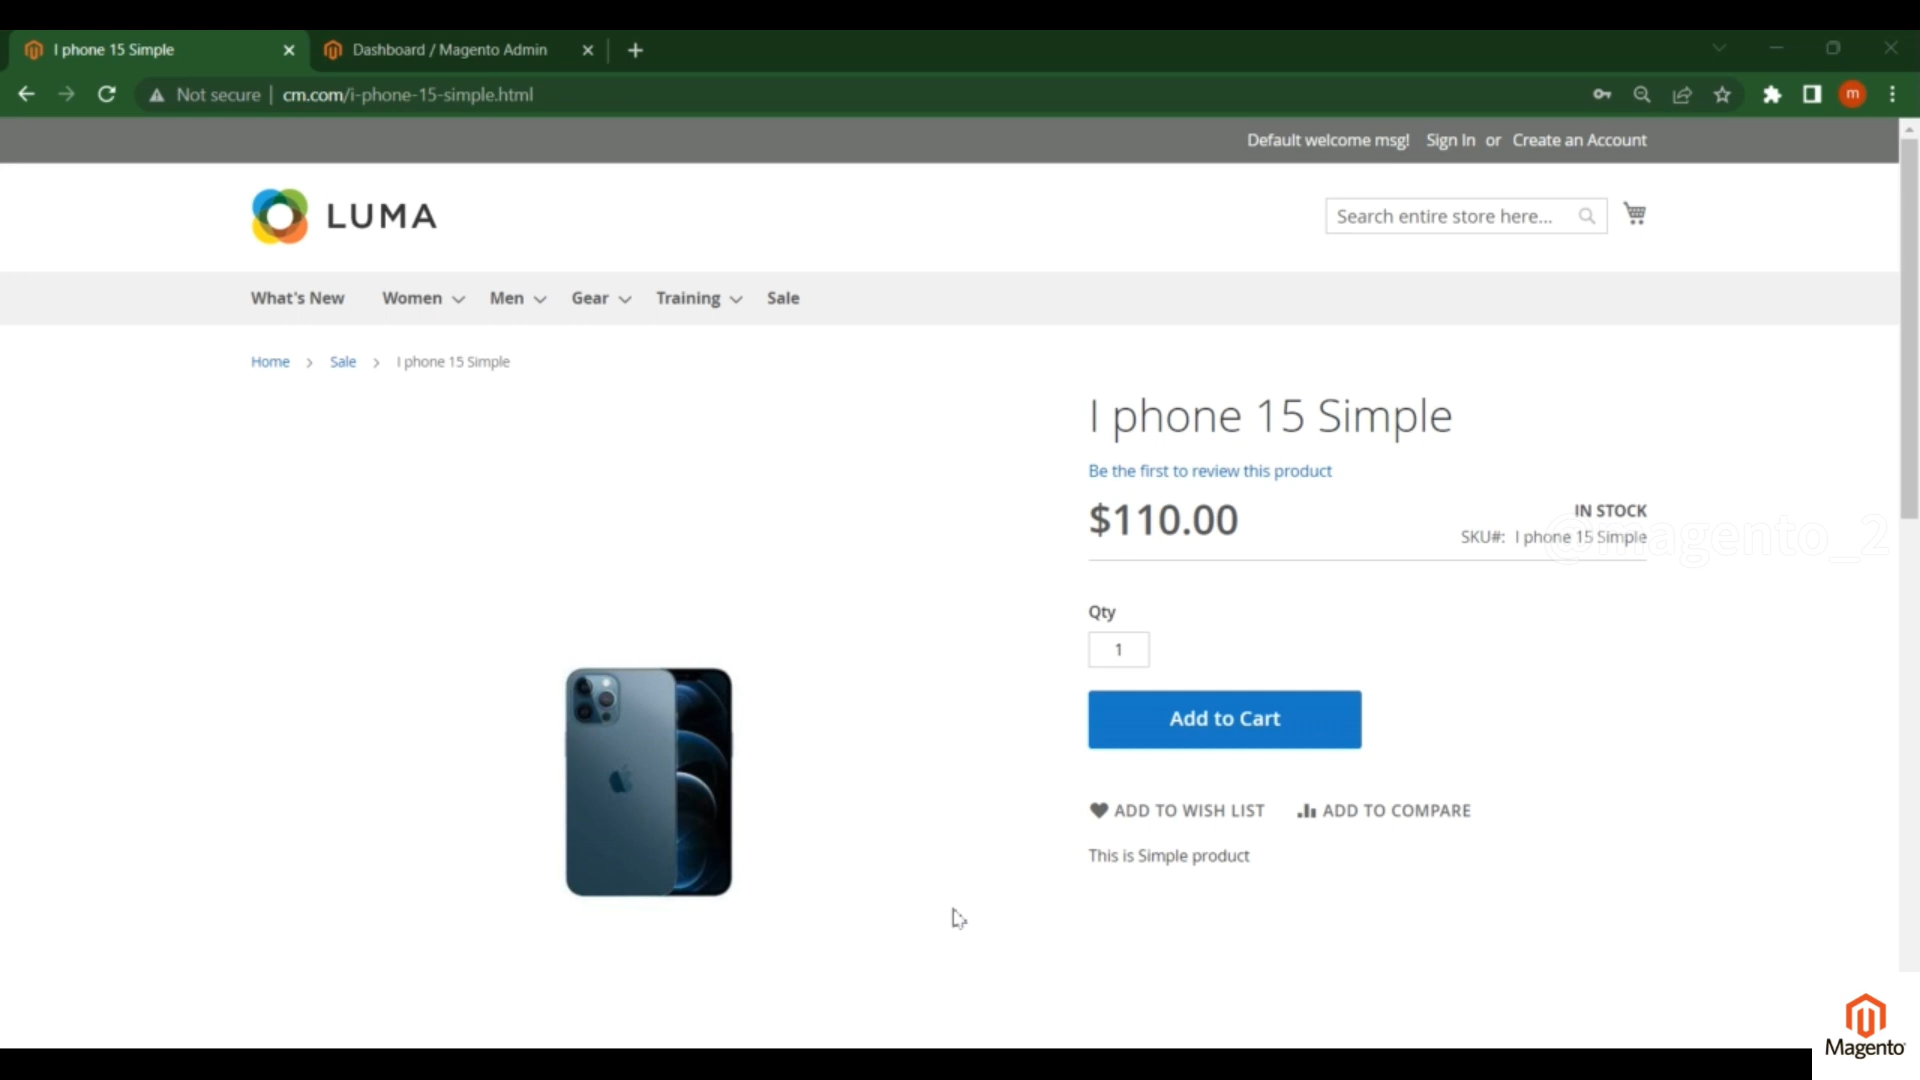 I phone 15 Simple
Dashboard / Magento Admin
Not secure | cm.com/i-phone-15-simple.html
m
Default welcome msg! Sign In or Create an Account
LUMA
Search entire store here...
What's New Women Men Gear Training Sale
Home > Sale > I phone 15 Simple
I phone 15 Simple
Be the first to review this product
$110.00
IN STOCK
SKU#: I phone 15 Simple
@magento_2
Qty
1
Add to Cart
ADD TO WISH LIST ADD TO COMPARE
This is Simple product
Magento